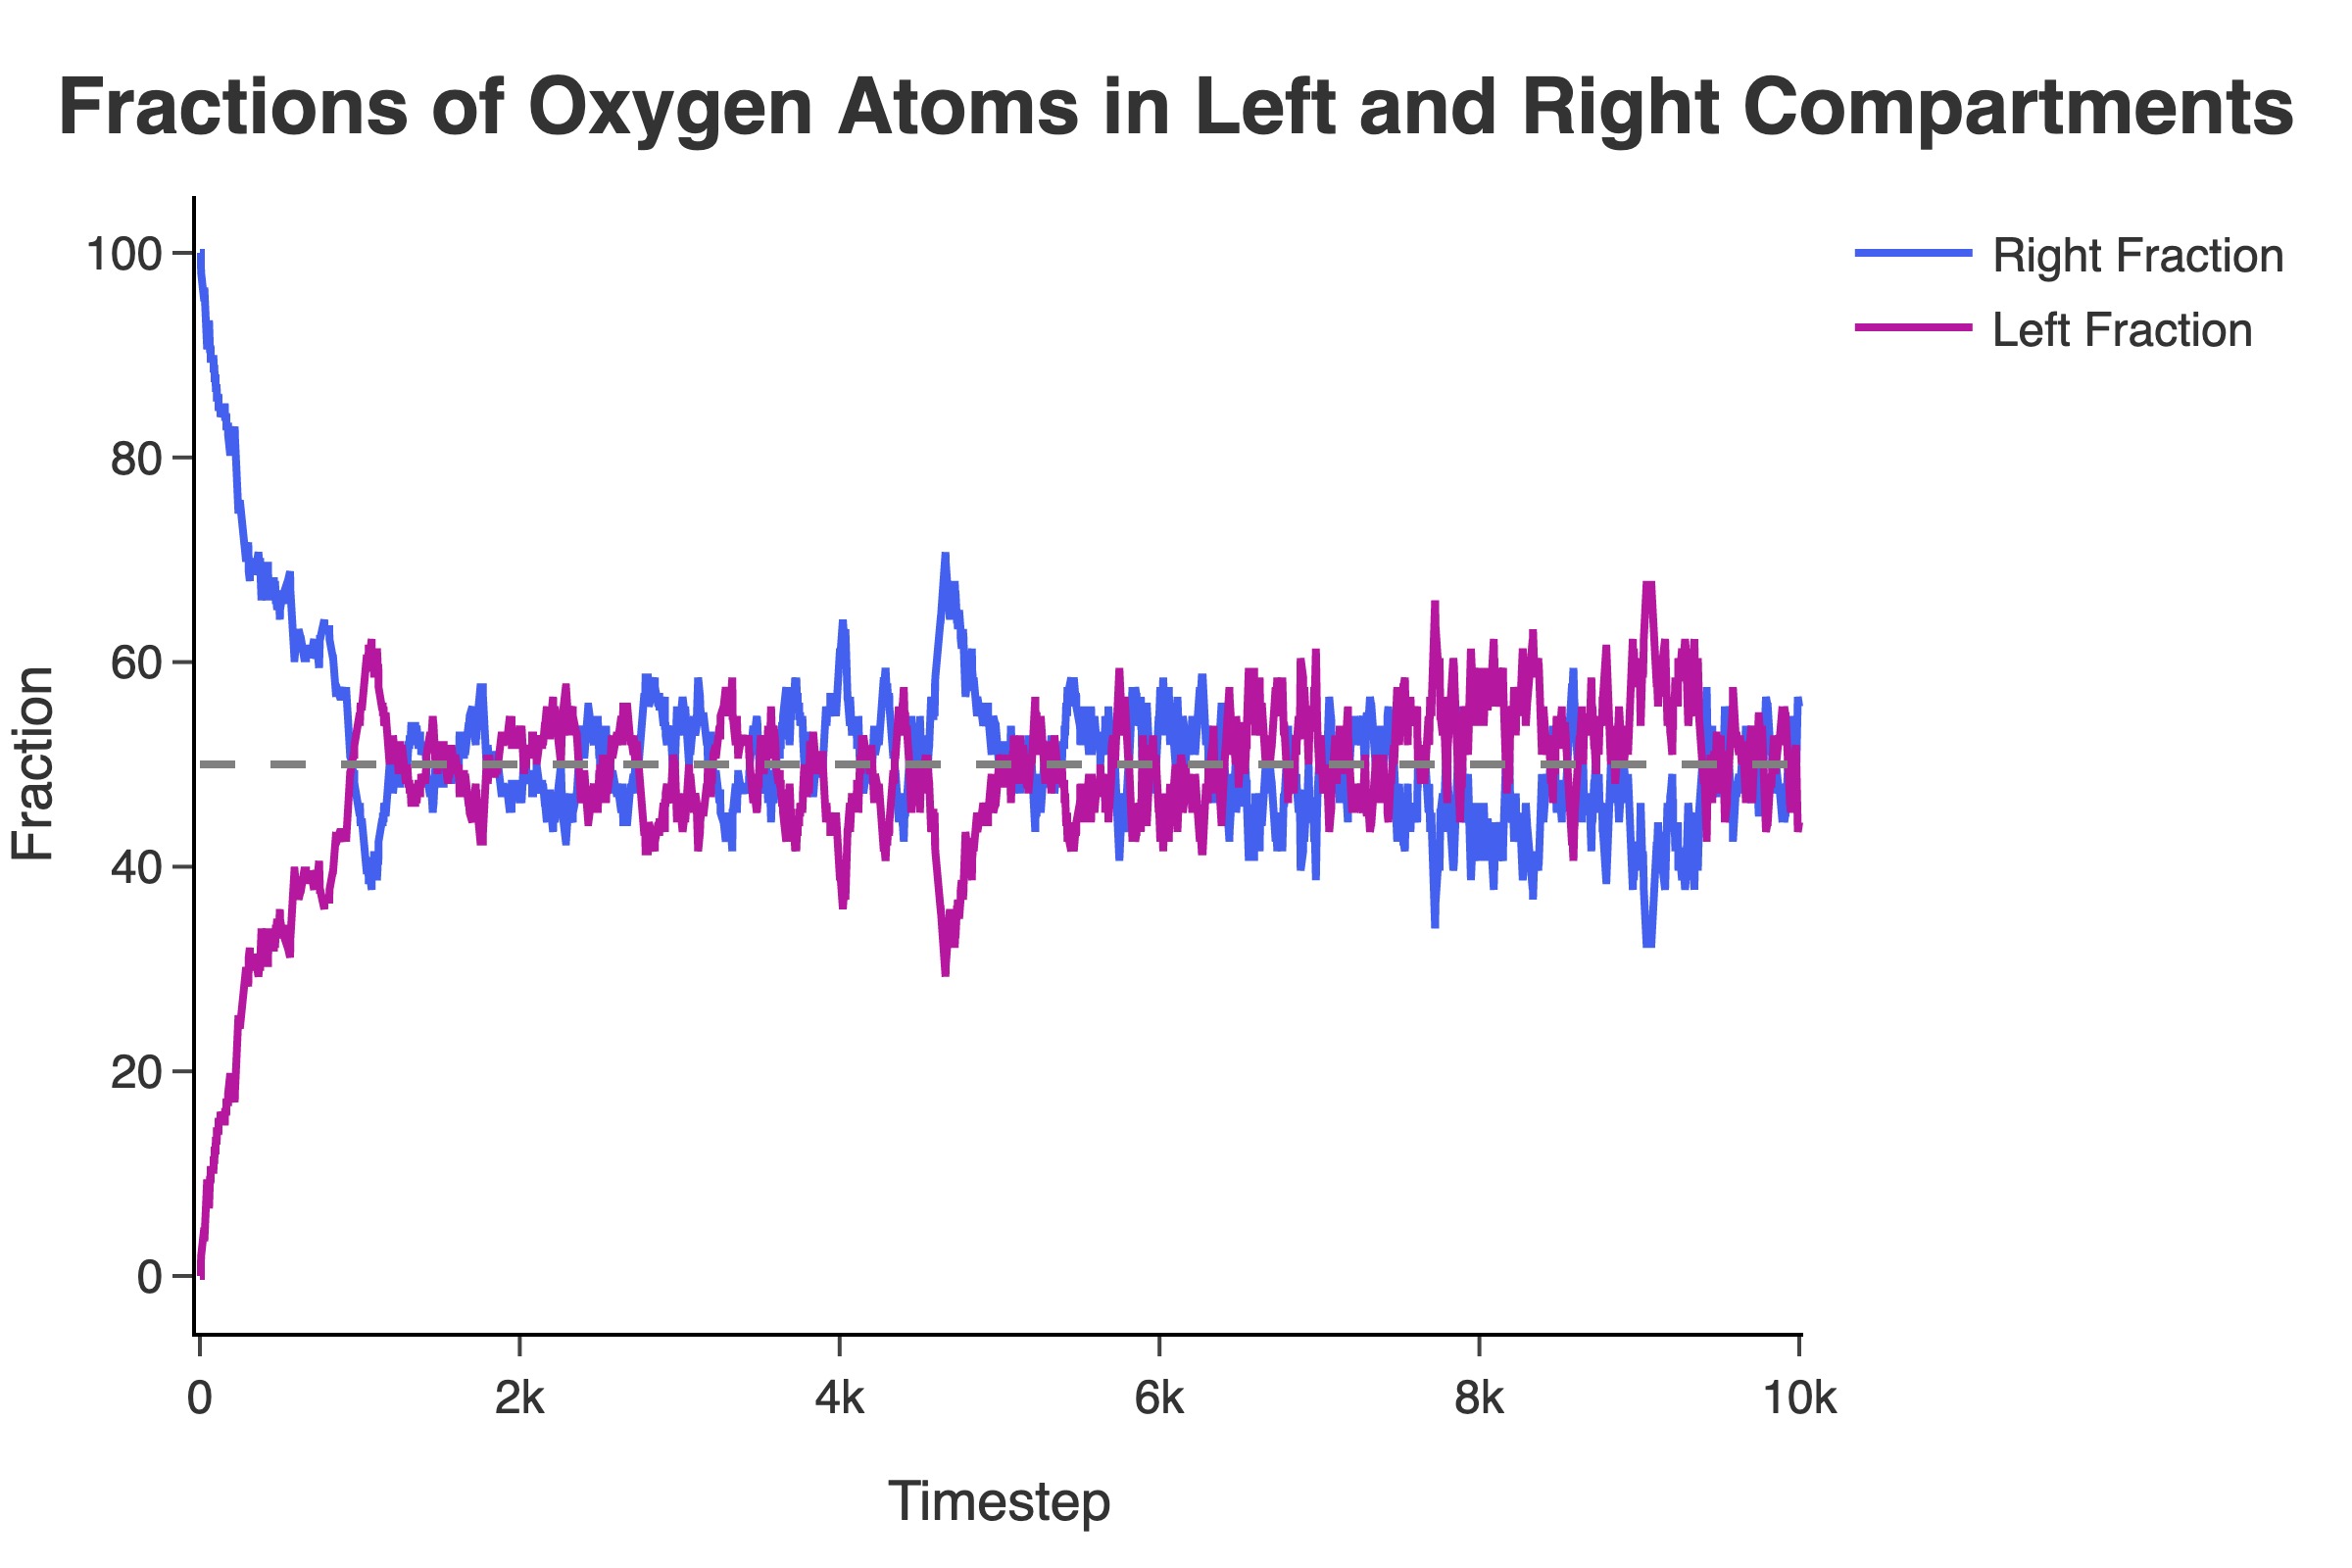 Fractions of Oxygen Atoms in Left and Right Compartments
Right Fraction
Left Fraction
Fraction
100
80
60
40
20
0
0 2k 4k 6k 8k 10k
Timestep